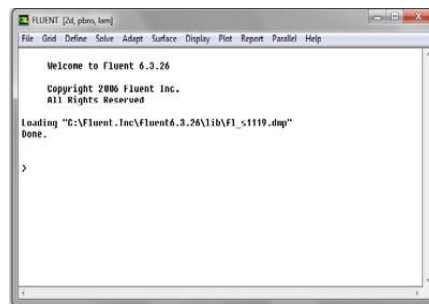 FLUENT [2d, pbns, lam]
File Grid Define Solve Adapt Surface Display Plot Report Parallel Help
Welcome to Fluent 6.3.26
Copyright 2006 Fluent Inc.
All Rights Reserved
Loading "C:\Fluent.Inc\fluent6.3.26\lib\fl_s1119.dmp"
Done.
>